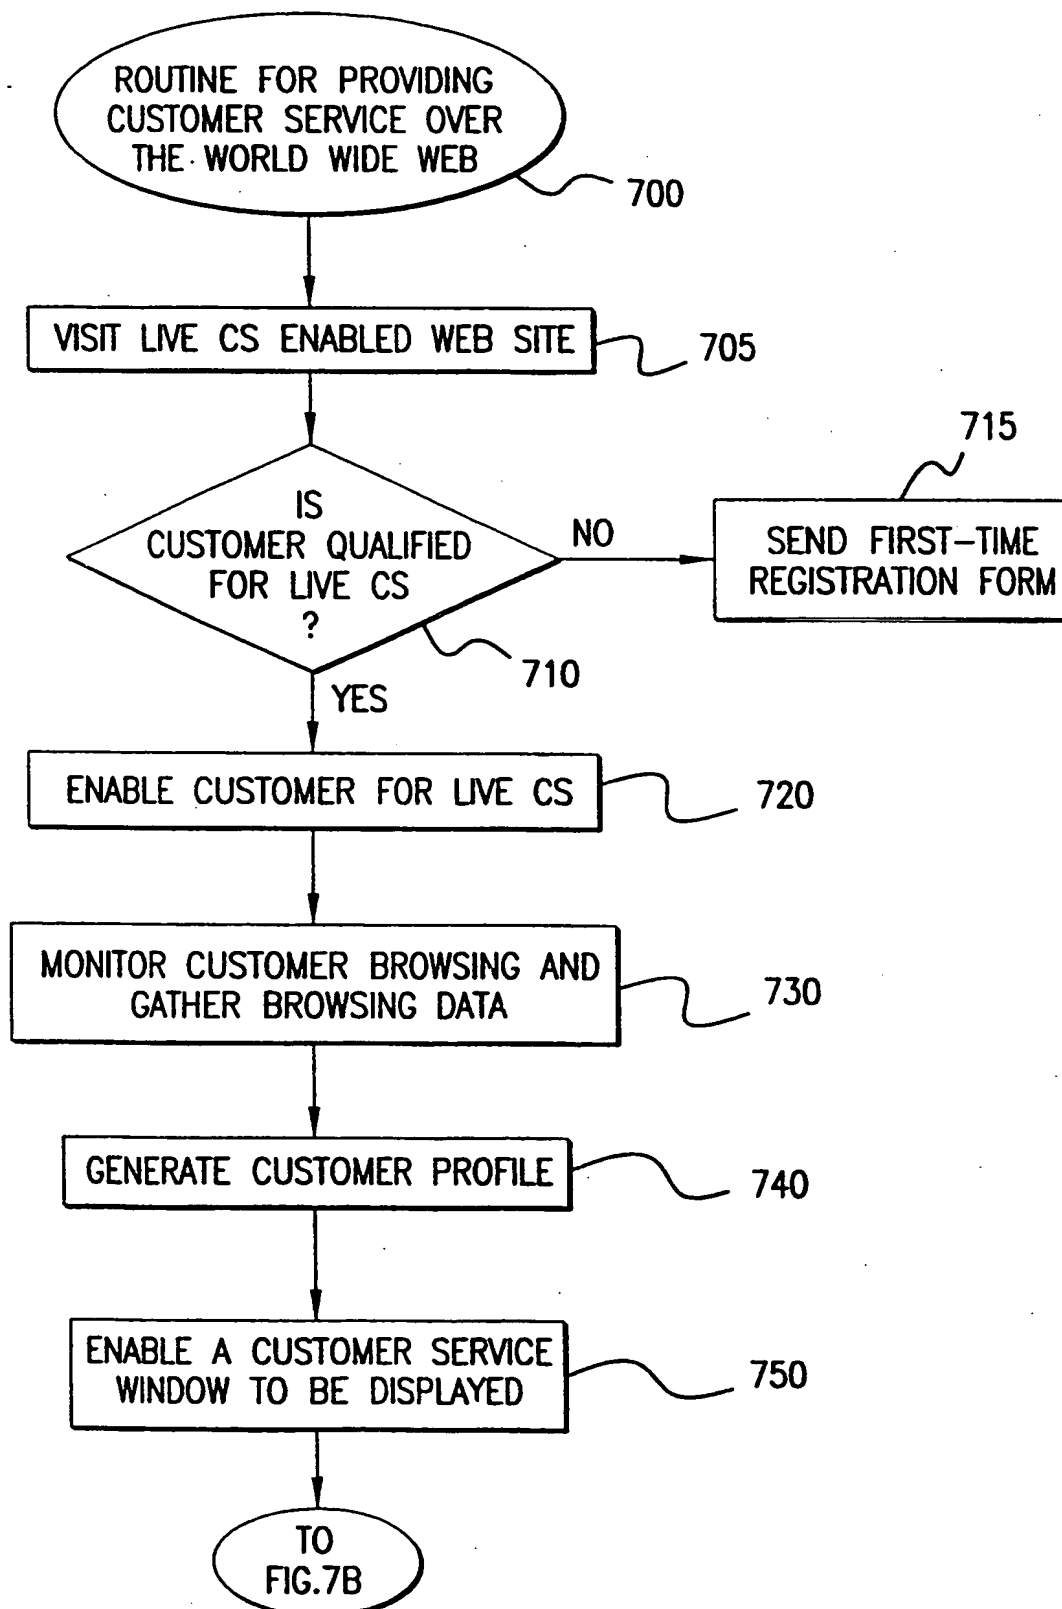 ROUTINE FOR PROVIDING
CUSTOMER SERVICE OVER
THE WORLD WIDE WEB
700
VISIT LIVE CS ENABLED WEB SITE
705
715
IS
CUSTOMER QUALIFIED
FOR LIVE CS
?
NO
SEND FIRST-TIME
REGISTRATION FORM
710
YES
ENABLE CUSTOMER FOR LIVE CS
720
MONITOR CUSTOMER BROWSING AND
GATHER BROWSING DATA
730
GENERATE CUSTOMER PROFILE
740
ENABLE A CUSTOMER SERVICE
WINDOW TO BE DISPLAYED
750
TO
FIG.7B